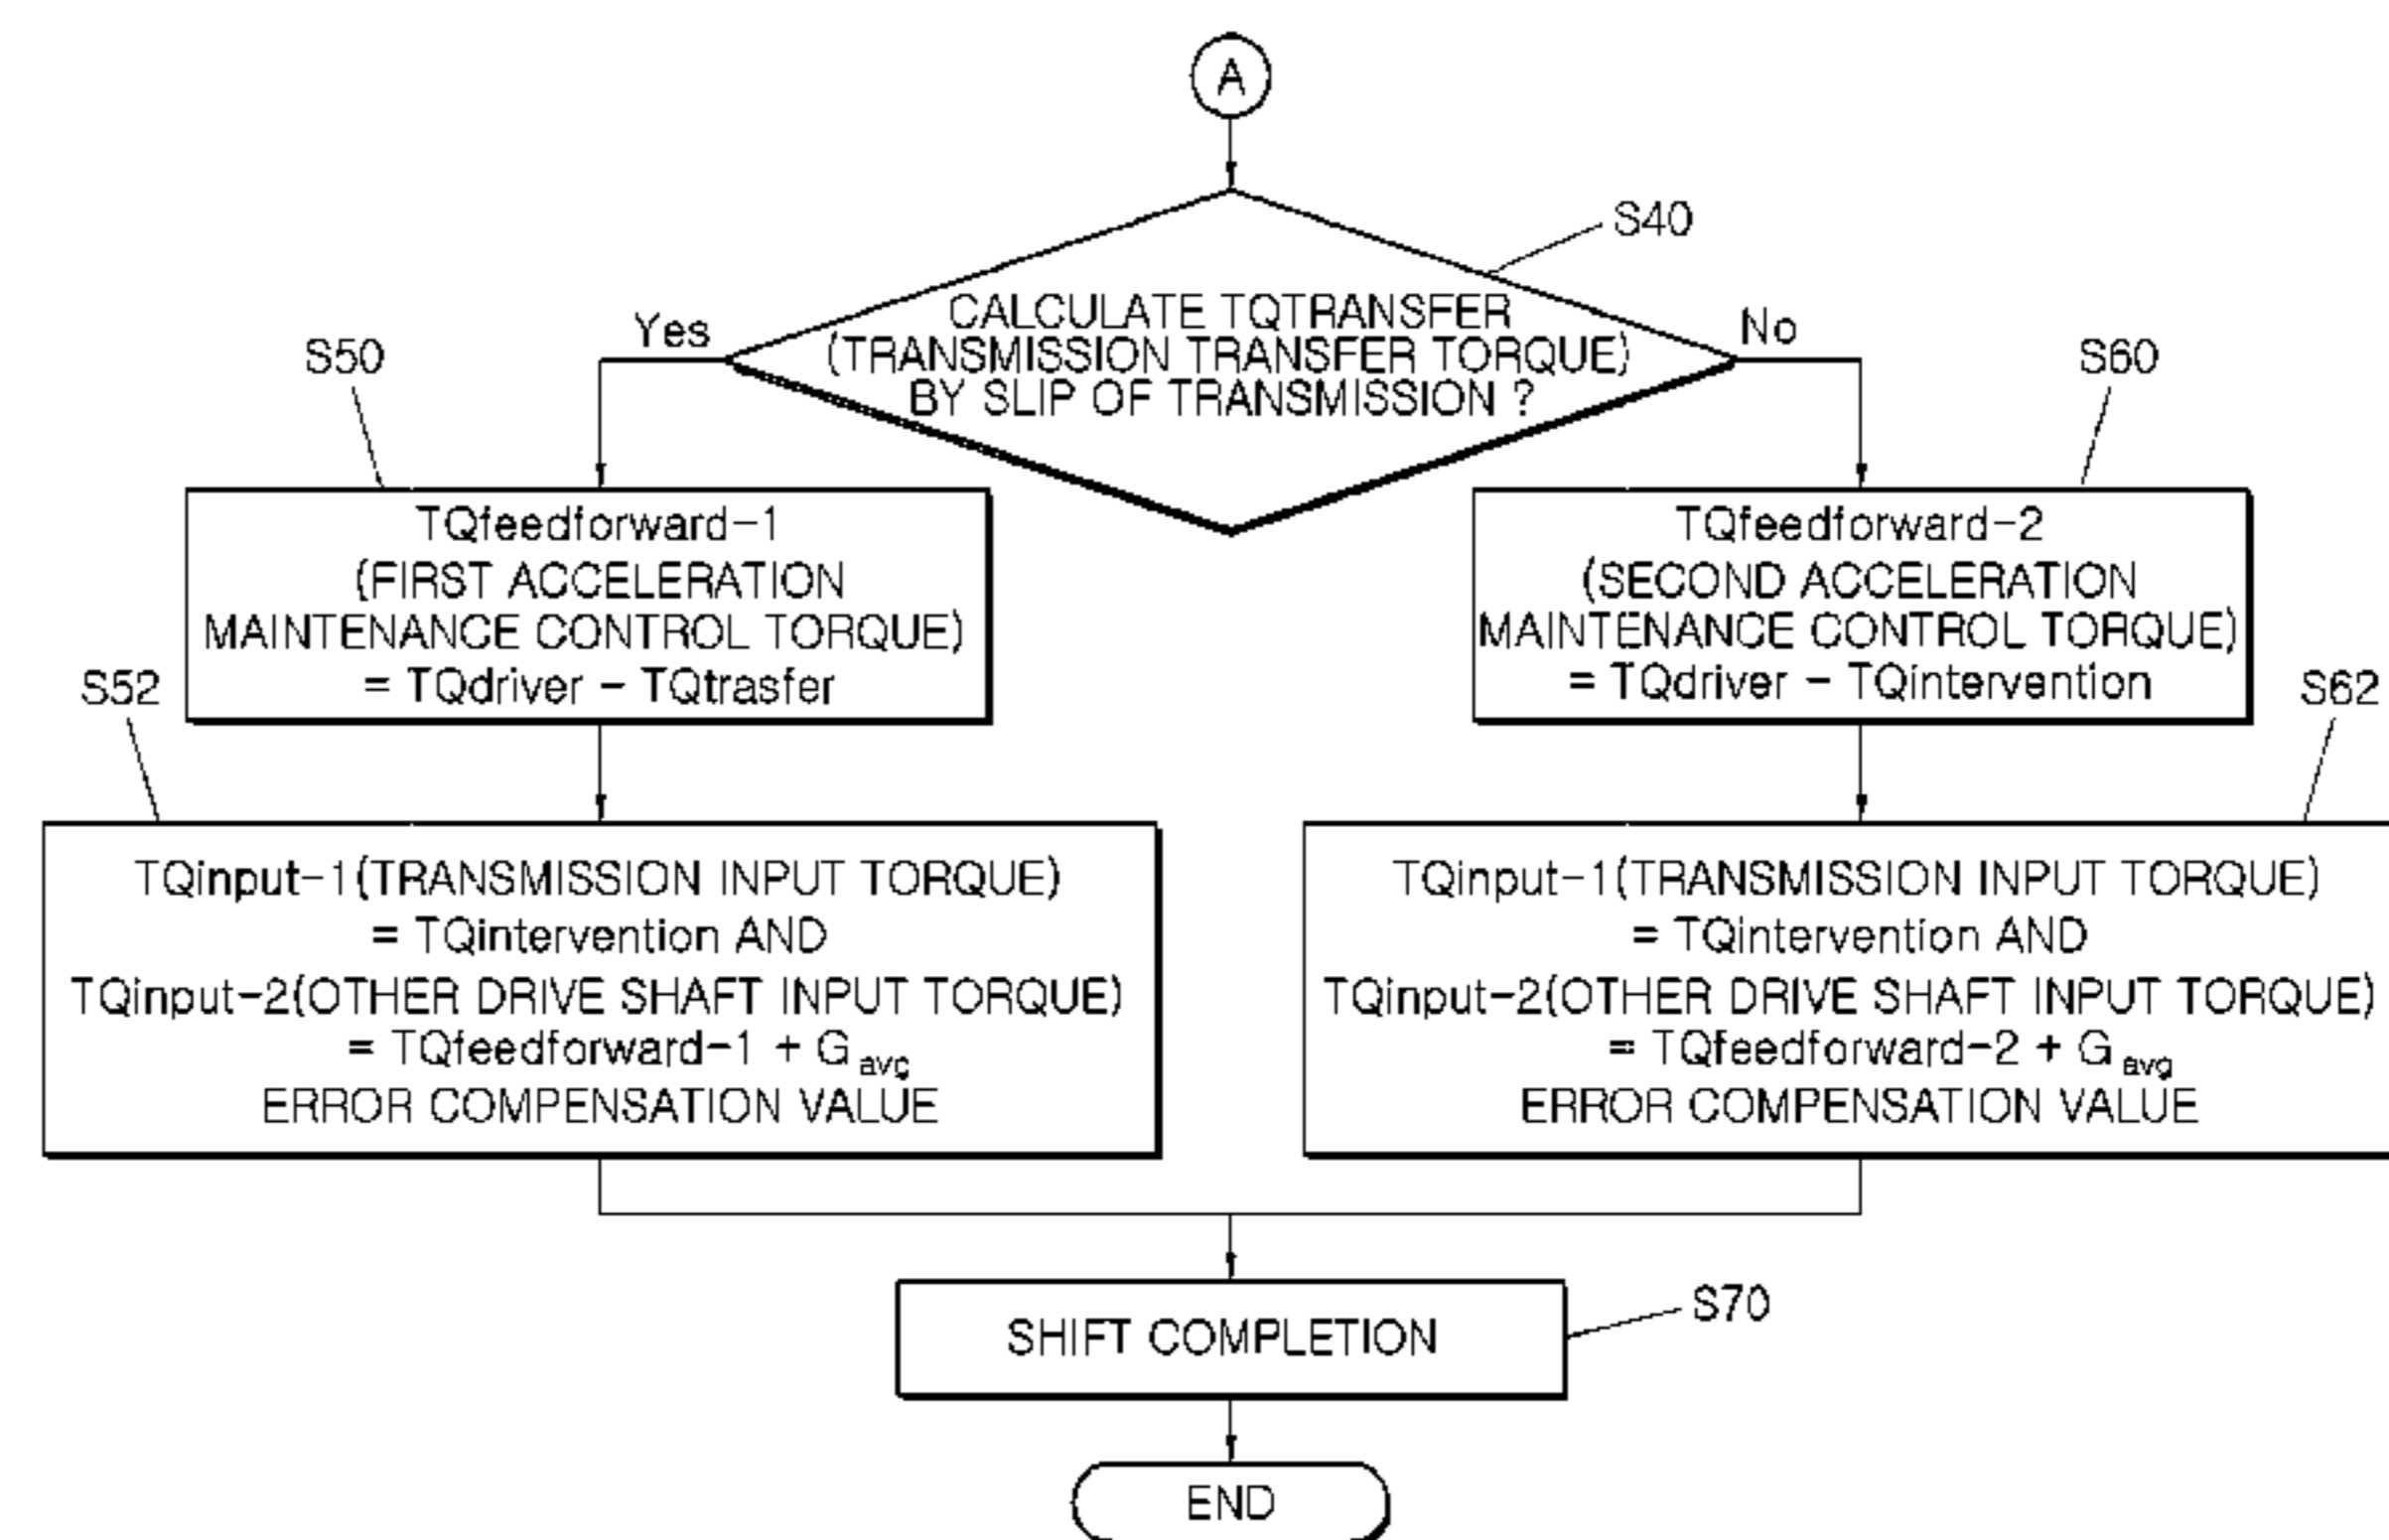 A
S40
CALCULATE TQTRANSFER
(TRANSMISSION TRANSFER TORQUE)
BY SLIP OF TRANSMISSION ?
Yes
No
S50
TQfeedforward-1
(FIRST ACCELERATION
MAINTENANCE CONTROL TORQUE)
= TQdriver - TQtrasfer
S60
TQfeedforward-2
(SECOND ACCELERATION
MAINTENANCE CONTROL TORQUE)
= TQdriver - TQintervention
S52
TQinput-1(TRANSMISSION INPUT TORQUE)
= TQintervention AND
TQinput-2(OTHER DRIVE SHAFT INPUT TORQUE)
= TQfeedforward-1 + Gavg
ERROR COMPENSATION VALUE
S62
TQinput-1(TRANSMISSION INPUT TORQUE)
= TQintervention AND
TQinput-2(OTHER DRIVE SHAFT INPUT TORQUE)
= TQfeedforward-2 + Gavg
ERROR COMPENSATION VALUE
SHIFT COMPLETION
S70
END